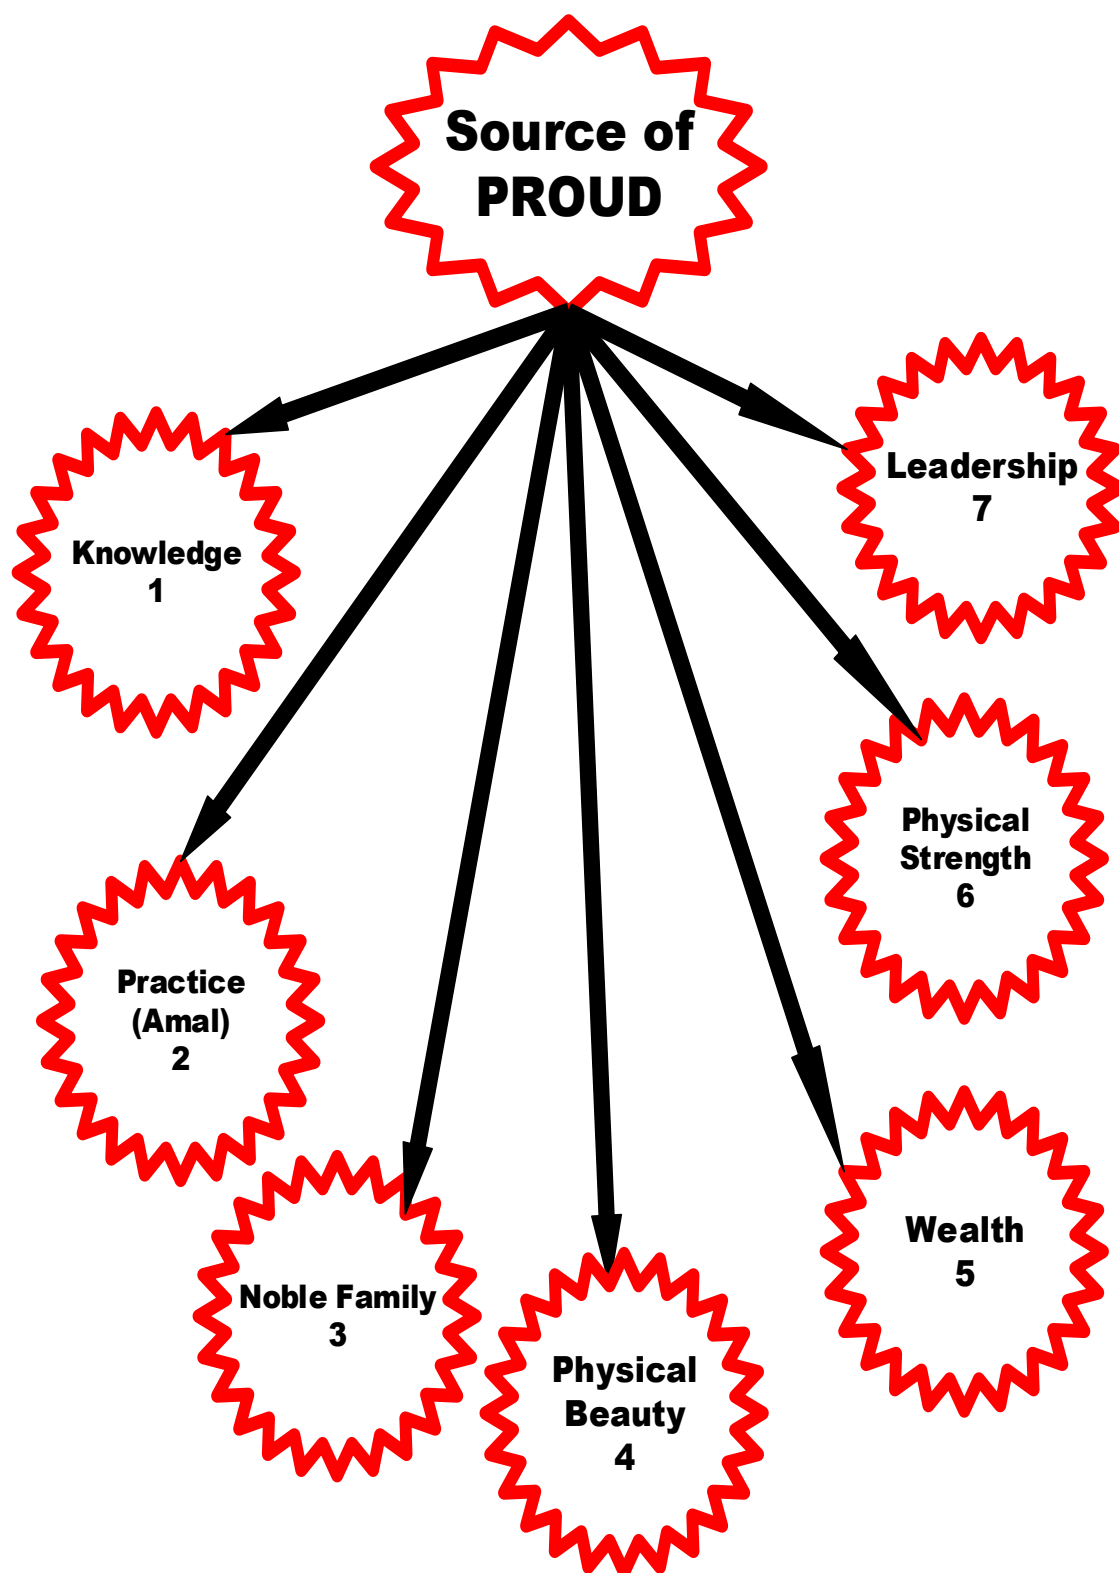 Source of
PROUD
Knowledge
1
Practice
(Amal)
2
Noble Family
3
Physical
Beauty
4
Wealth
5
Physical
Strength
6
Leadership
7